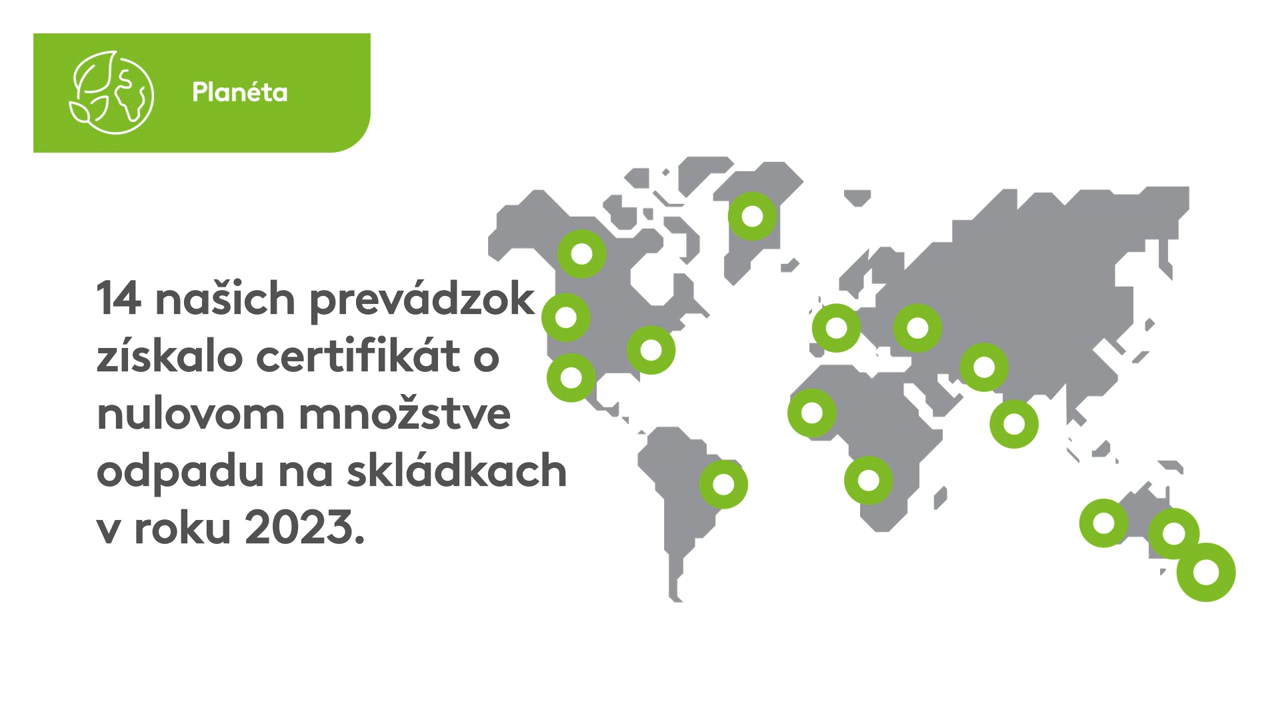 Planéta
14 našich prevádzok
získalo certifikát o
nulovom množstve
odpadu na skládkach
v roku 2023.